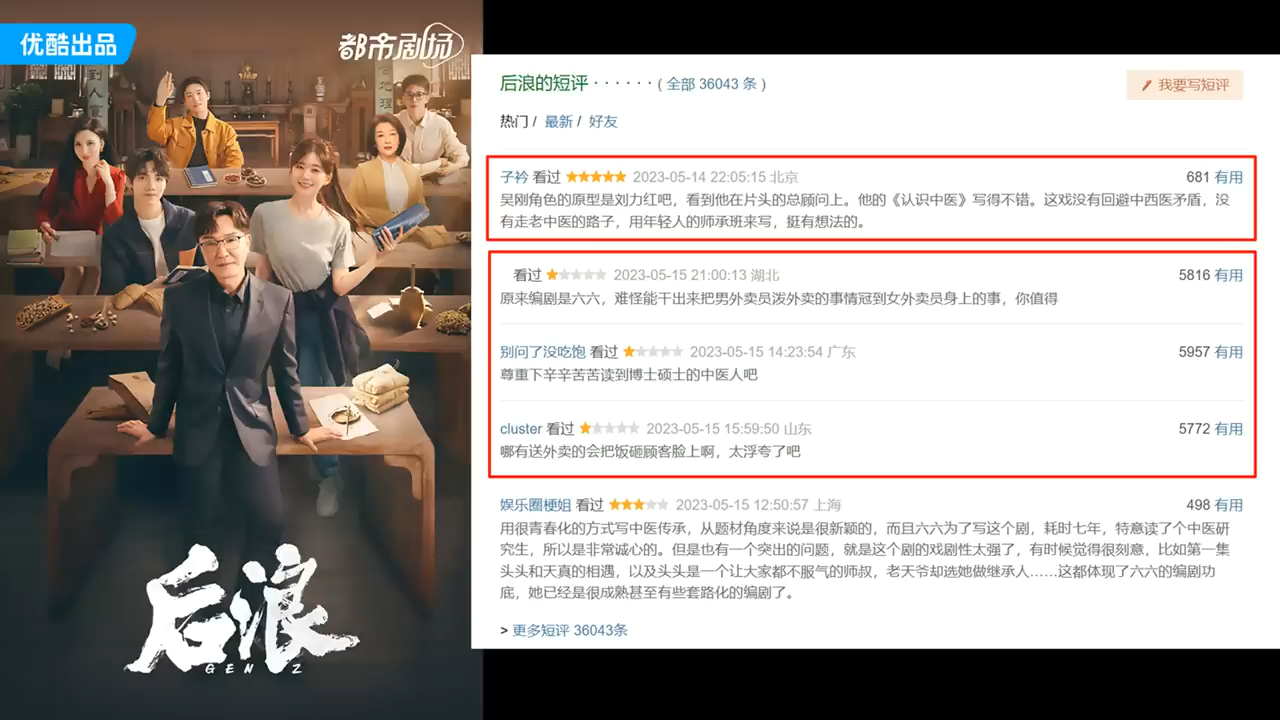 优酷出品
都市剧场
后浪
GEN Z
后浪的短评 · · · · · · ( 全部 36043 条 )
我要写短评
热门 / 最新 / 好友
子衿 看过 ★★★★★ 2023-05-14 22:05:15 北京
681 有用
吴刚角色的原型是刘力红吧，看到他在片头的总顾问上。他的《认识中医》写得不错。这戏没有回避中西医矛盾，没
有走老中医的路子，用年轻人的师承班来写，挺有想法的。
看过 ★☆☆☆☆ 2023-05-15 21:00:13 湖北
5816 有用
原来编剧是六六，难怪能干出来把男外卖员泼外卖的事情冠到女外卖员身上的事，你值得
别问了没吃饱 看过 ★☆☆☆☆ 2023-05-15 14:23:54 广东
5957 有用
尊重下辛辛苦苦读到博士硕士的中医人吧
cluster 看过 ★☆☆☆☆ 2023-05-15 15:59:50 山东
5772 有用
哪有送外卖的会把饭砸顾客脸上啊，太浮夸了吧
娱乐圈梗姐 看过 ★★★☆☆ 2023-05-15 12:50:57 上海
498 有用
用很青春化的方式写中医传承，从题材角度来说是很新颖的，而且六六为了写这个剧，耗时七年，特意读了个中医研
究生，所以是非常诚心的。但是也有一个突出的问题，就是这个剧的戏剧性太强了，有时候觉得很刻意，比如第一集
头头和天真的相遇，以及头头是一个让大家都不服气的师叔，老天爷却选她做继承人……这都体现了六六的编剧功
底，她已经是很成熟甚至有些套路化的编剧了。
> 更多短评 36043条